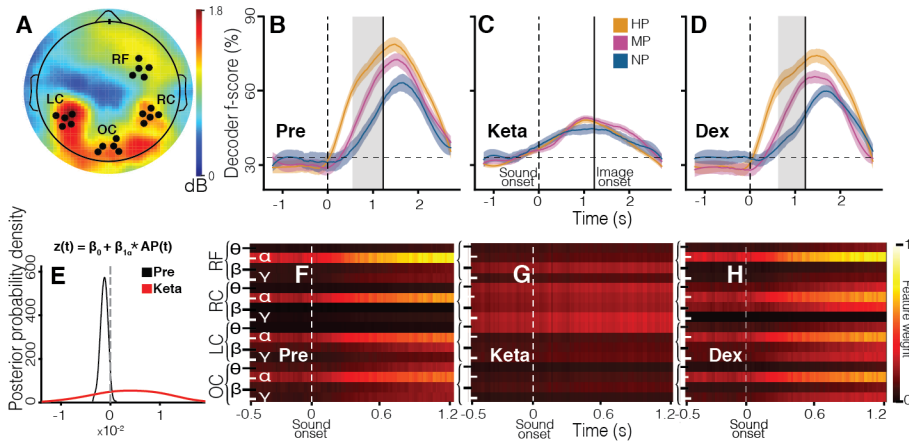 A
RF
LC
RC
OC
1.8
0
dB
B
Decoder f-score (%)
90
60
30
Pre
-1 0 1 2
C
HP
MP
NP
Keta
Sound
onset
Image
onset
-1 0 1 2
Time (s)
D
Dex
-1 0 1 2
z(t) = β0 + β1α* AP(t)
E
Pre
Keta
Posterior probability density
600
400
200
0
-1 0 1
x10-2
RF
RC
LC
OC
θ
α
β
γ
θ
α
β
γ
θ
α
β
γ
θ
α
β
γ
F
Pre
-0.5 0 0.6 1.2
Sound
onset
G
Keta
-0.5 0 0.6 1.2
Sound
onset
Time (s)
H
Dex
-0.5 0 0.6 1.2
Sound
onset
1
Feature weight
0